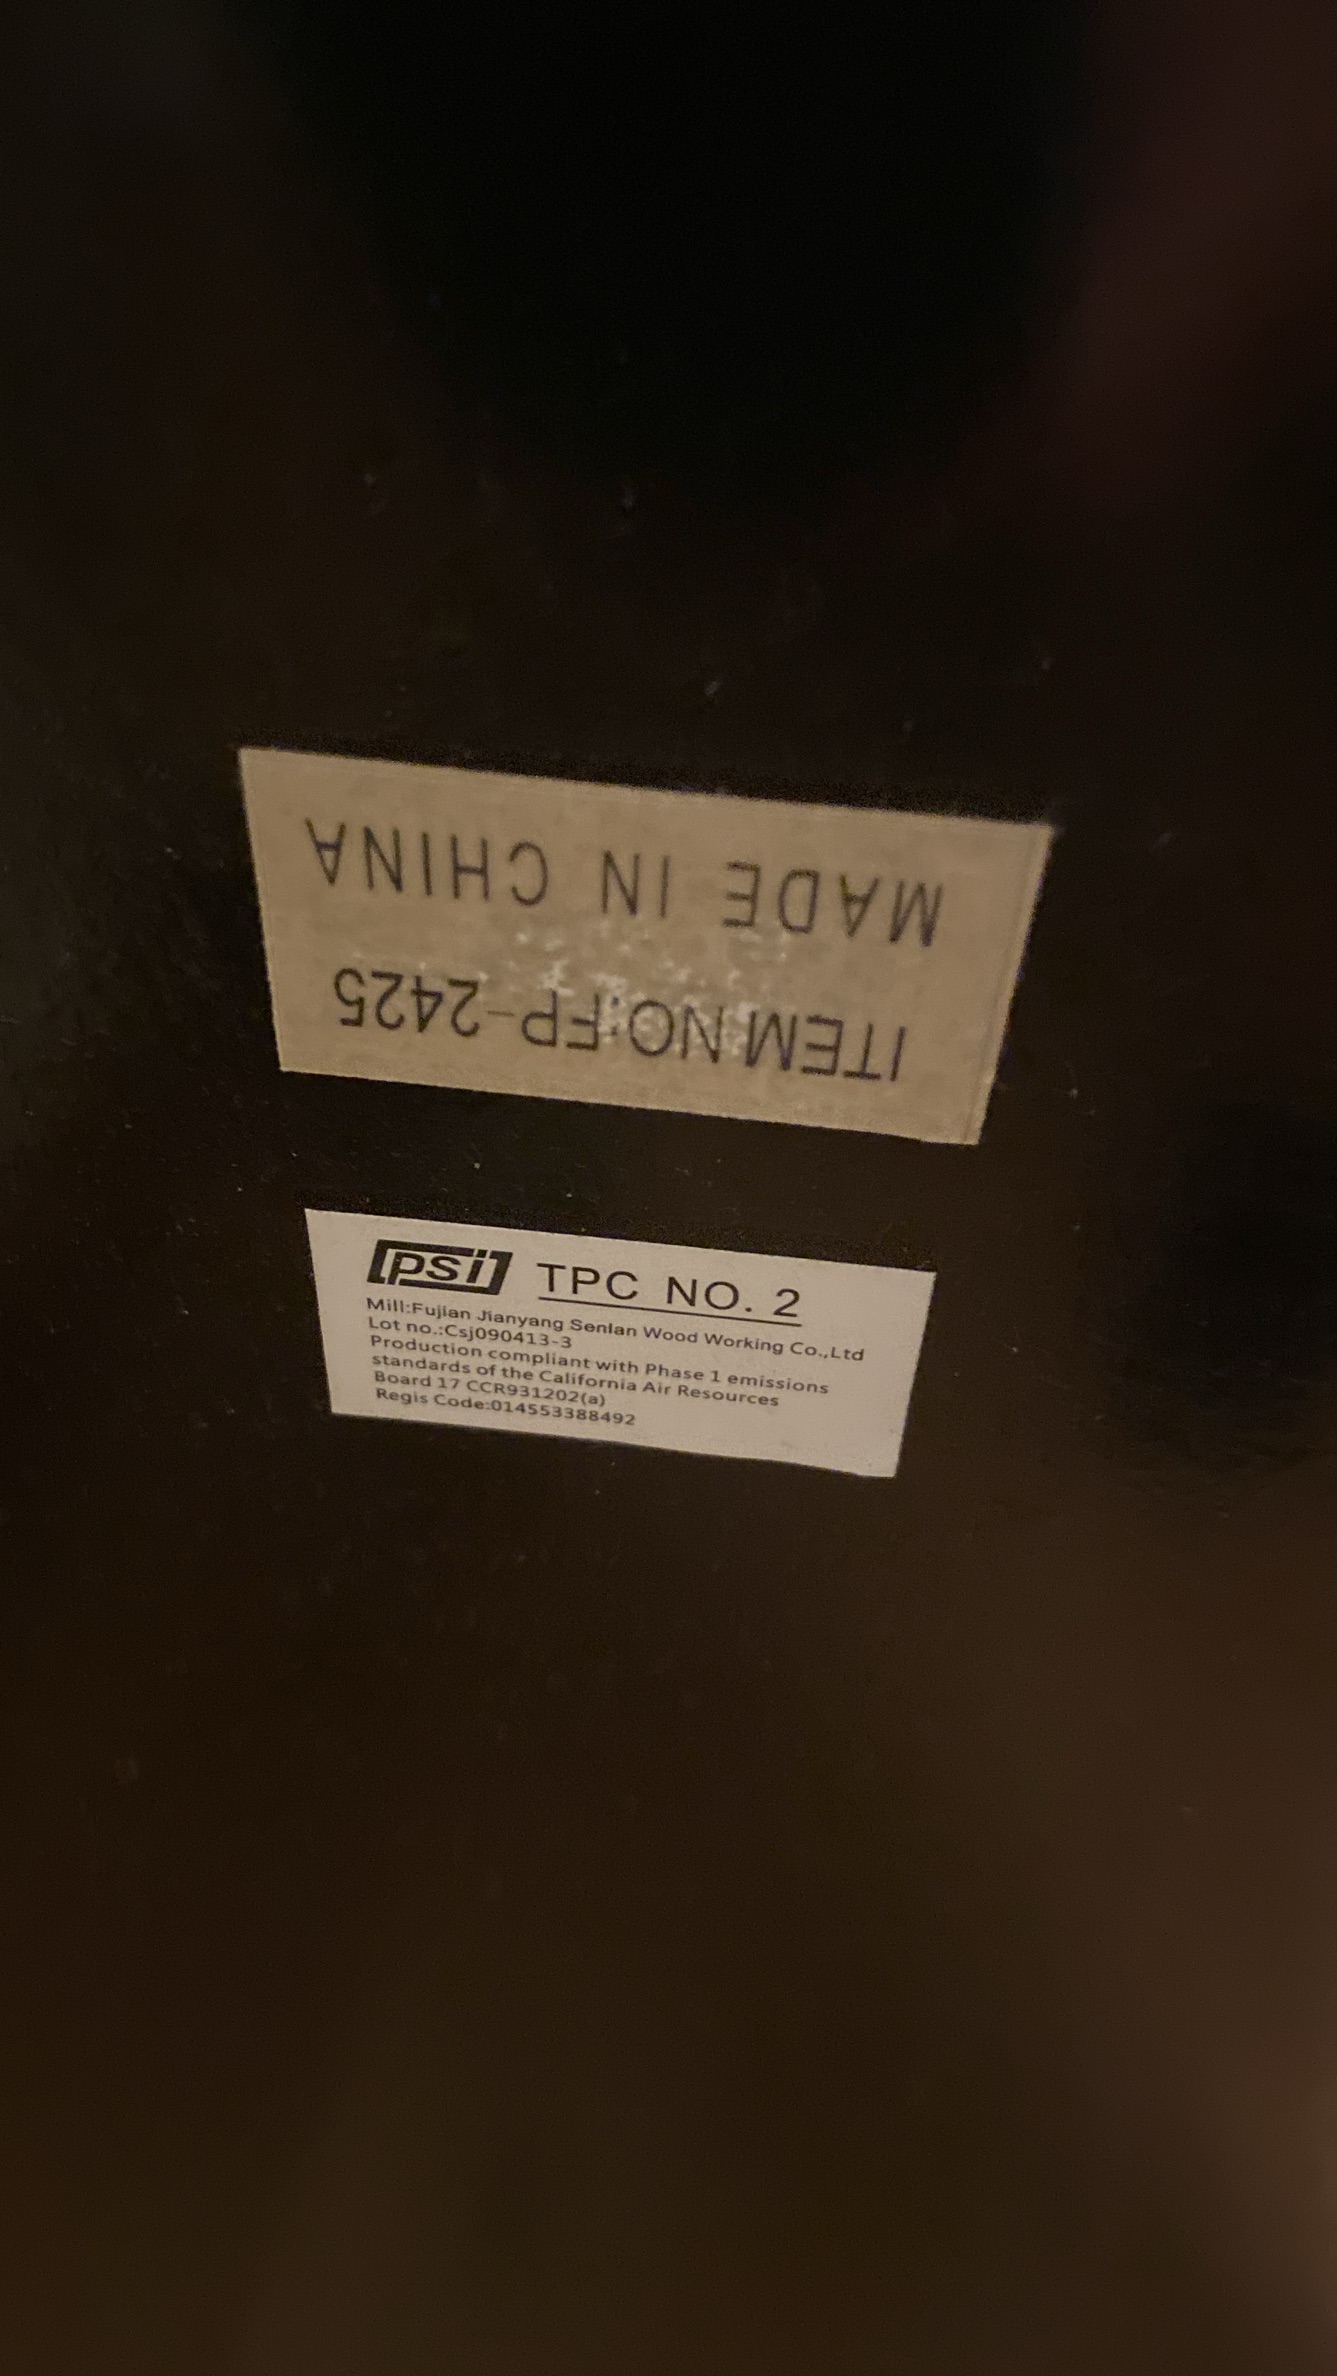 ITEM NO:FP-2425
MADE IN CHINA
psi TPC NO. 2
Mill:Fujian Jianyang Senlan Wood Working Co.,Ltd
Lot no.:Csj090413-3
Production compliant with Phase 1 emissions
standards of the California Air Resources
Board 17 CCR931202(a)
Regis Code:014553388492